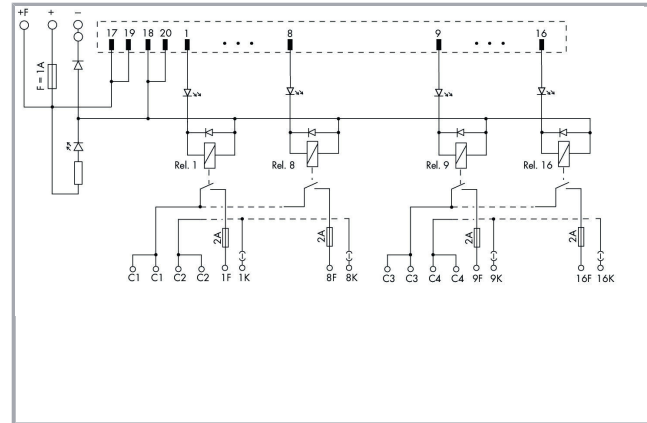 +F + −
17 19 18 20 1 • • • 8 9 • • • 16
F = 1A
Rel. 1 Rel. 8 Rel. 9 Rel. 16
2A 2A 2A 2A
C1 C1 C2 C2 1F 1K 8F 8K C3 C3 C4 C4 9F 9K 16F 16K